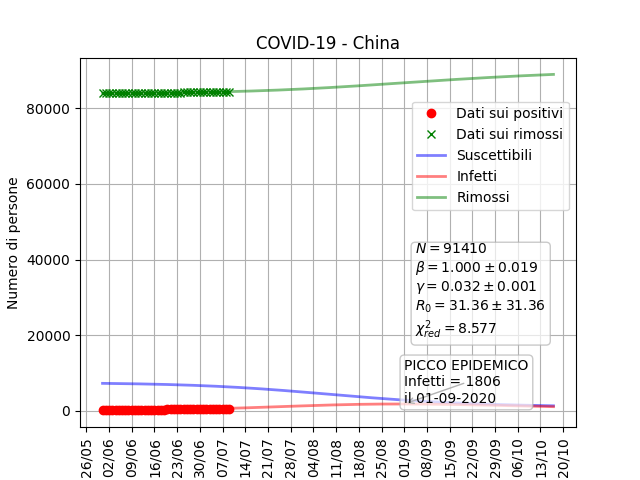 COVID-19 - China
Numero di persone
80000
60000
40000
20000
0
Dati sui positivi
Dati sui rimossi
Suscettibili
Infetti
Rimossi
N = 91410
β = 1.000 ± 0.019
γ = 0.032 ± 0.001
R₀ = 31.36 ± 31.36
χ²red = 8.577
PICCO EPIDEMICO
Infetti = 1806
il 01-09-2020
26/05
02/06
09/06
16/06
23/06
30/06
07/07
14/07
21/07
28/07
04/08
11/08
18/08
25/08
01/09
08/09
15/09
22/09
29/09
06/10
13/10
20/10